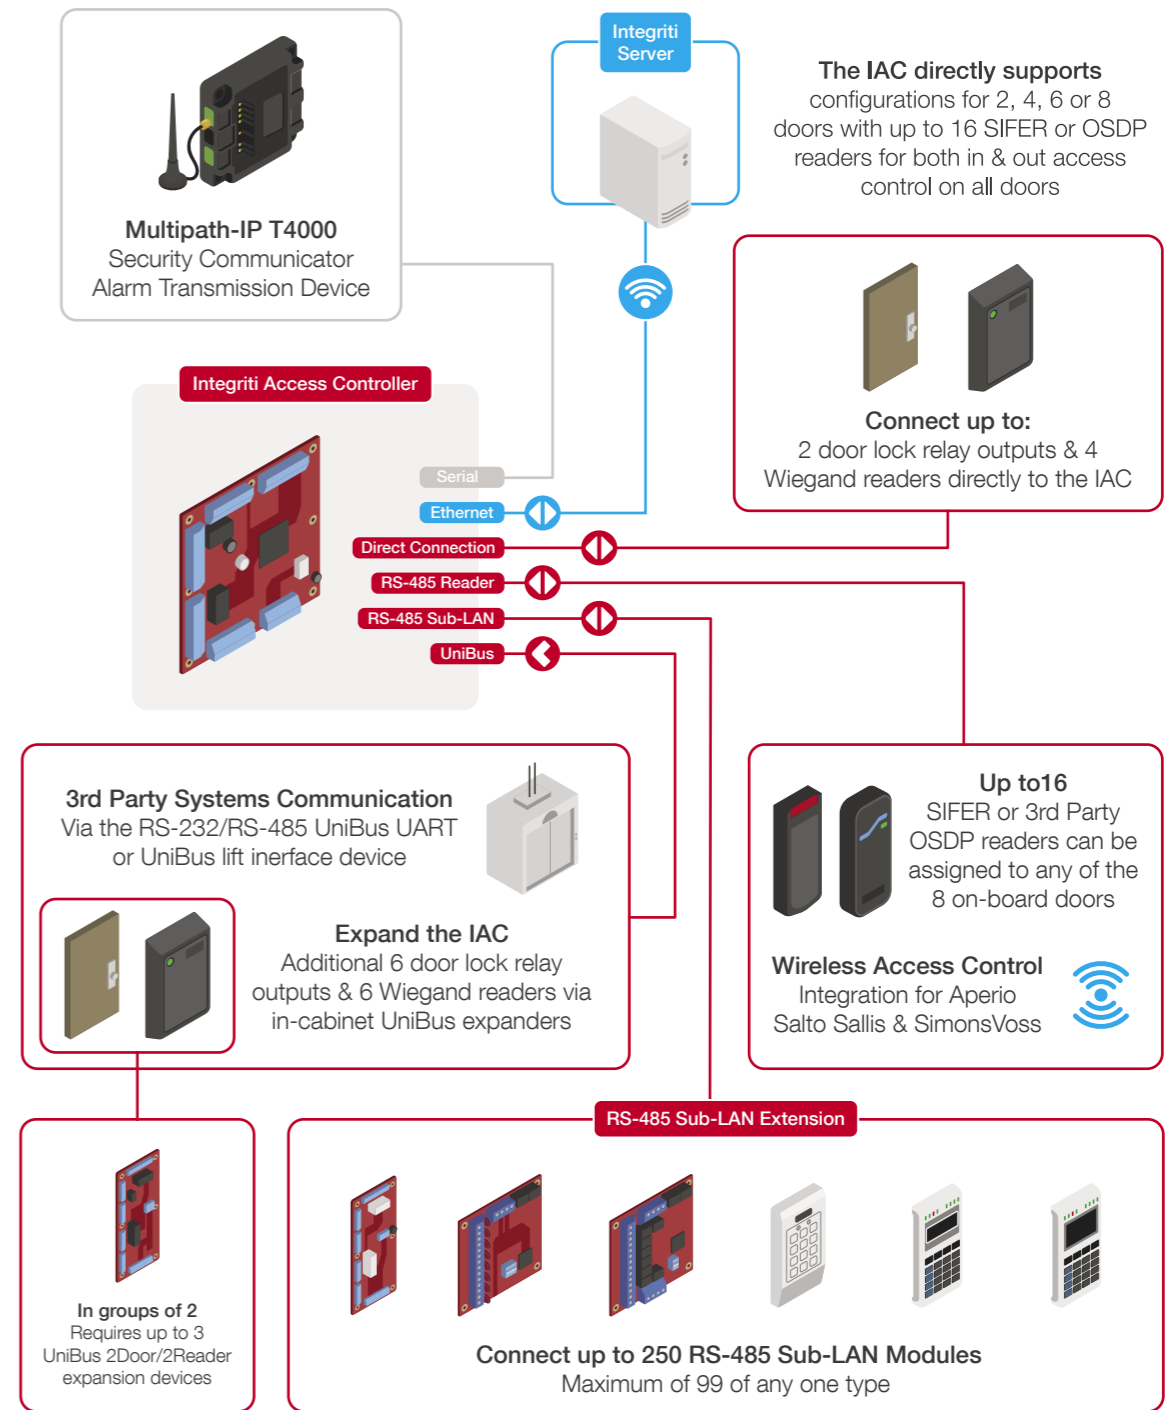 Integriti
Server
The IAC directly supports
configurations for 2, 4, 6 or 8
doors with up to 16 SIFER or OSDP
readers for both in & out access
control on all doors
Multipath-IP T4000
Security Communicator
Alarm Transmission Device
Connect up to:
2 door lock relay outputs & 4
Wiegand readers directly to the IAC
Integriti Access Controller
Serial
Ethernet
Direct Connection
RS-485 Reader
RS-485 Sub-LAN
UniBus
3rd Party Systems Communication
Via the RS-232/RS-485 UniBus UART
or UniBus lift inerface device
Expand the IAC
Additional 6 door lock relay
outputs & 6 Wiegand readers via
in-cabinet UniBus expanders
Up to16
SIFER or 3rd Party
OSDP readers can be
assigned to any of the
8 on-board doors
Wireless Access Control
Integration for Aperio
Salto Sallis & SimonsVoss
In groups of 2
Requires up to 3
UniBus 2Door/2Reader
expansion devices
RS-485 Sub-LAN Extension
Connect up to 250 RS-485 Sub-LAN Modules
Maximum of 99 of any one type